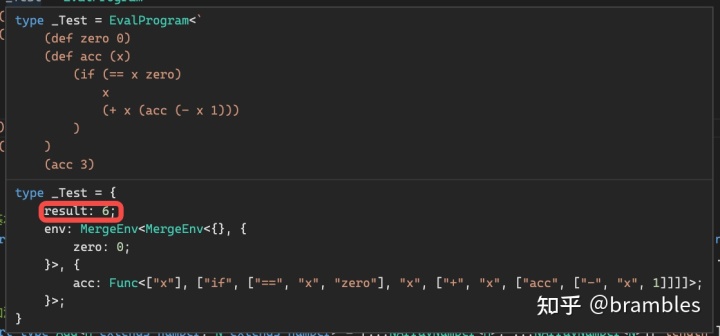 type _Test = EvalProgram<`
(def zero 0)
(def acc (x)
(if (== x zero)
x
(+ x (acc (- x 1)))
)
)
(acc 3)
type _Test = {
result: 6;
env: MergeEnv<MergeEnv<{}, {
zero: 0;
}>, {
acc: Func<["x"], ["if", ["==", "x", "zero"], "x", ["+", "x", ["acc", ["-", "x", 1]]]]>;
}>;
}
知乎 @brambles